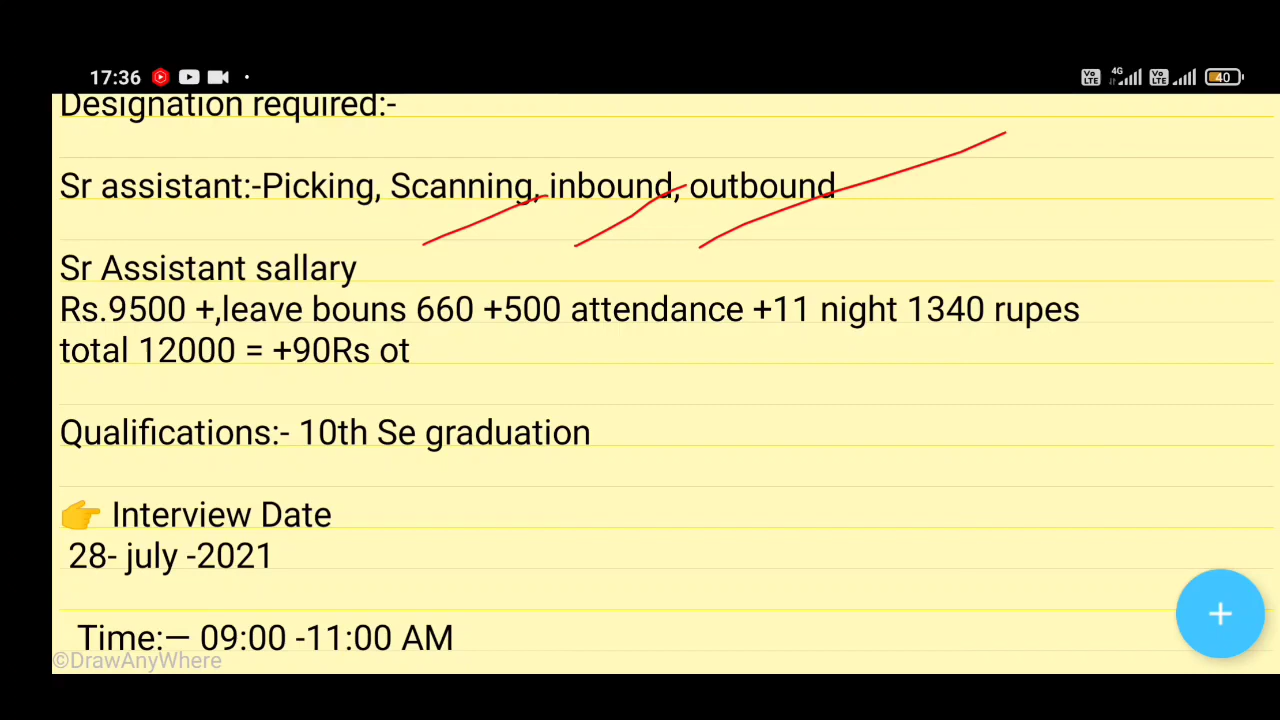 17:36
4G
40
Designation required:-
Sr assistant:-Picking, Scanning, inbound, outbound
Sr Assistant sallary
Rs.9500 +,leave bouns 660 +500 attendance +11 night 1340 rupes
total 12000 = +90Rs ot
Qualifications:- 10th Se graduation
👉 Interview Date
28- july -2021
Time:— 09:00 -11:00 AM
©DrawAnyWhere